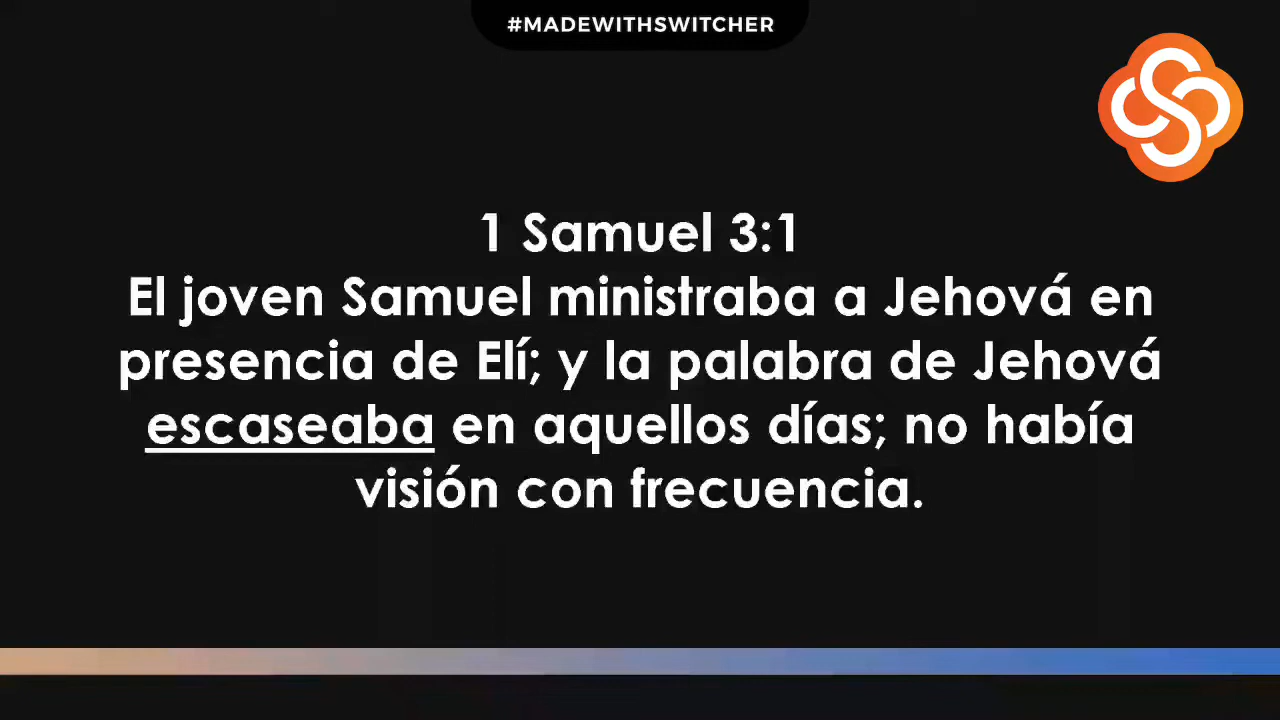 #MADEWITHSWITCHER
1 Samuel 3:1
El joven Samuel ministraba a Jehová en
presencia de Elí; y la palabra de Jehová
escaseaba en aquellos días; no había
visión con frecuencia.